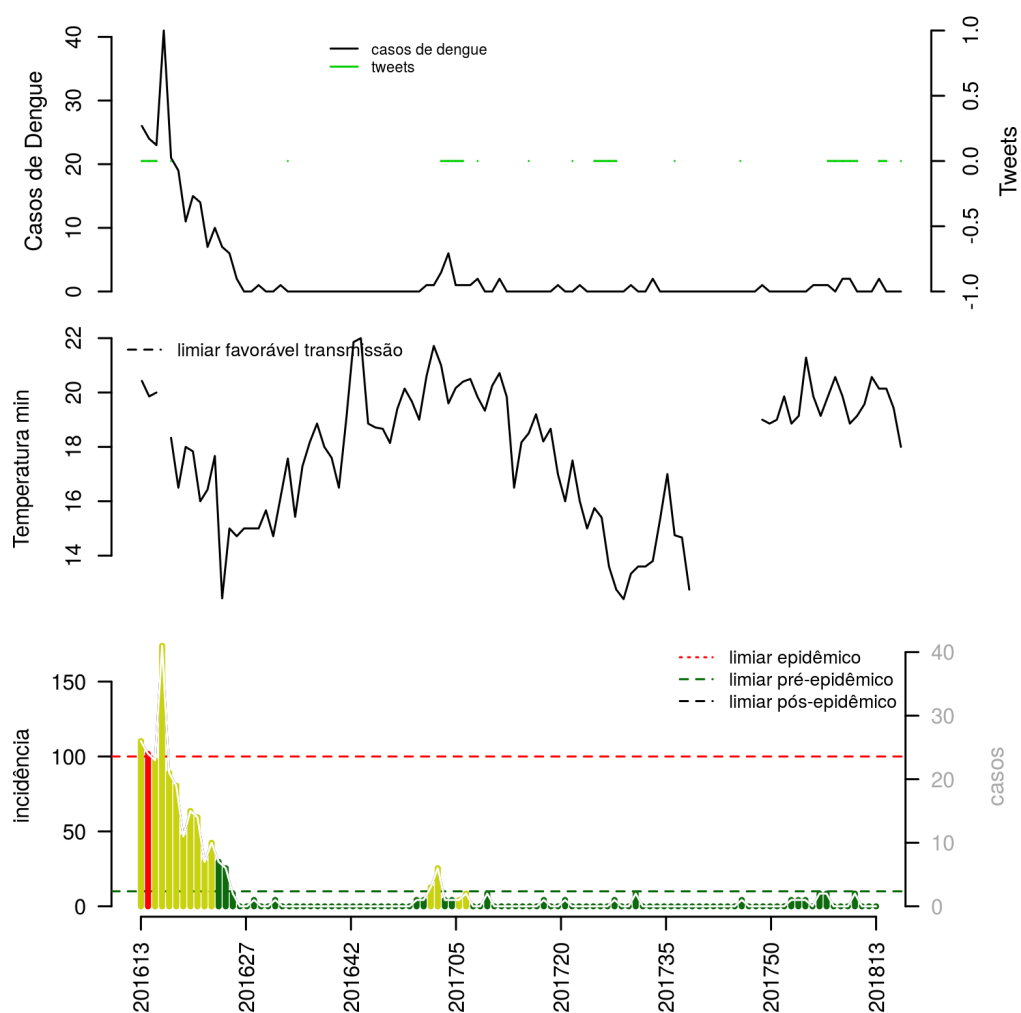 casos de dengue
tweets
Casos de Dengue
0 10 20 30 40
Tweets
-1.0 -0.5 0.0 0.5 1.0
limiar favorável transmissão
Temperatura min
14 16 18 20 22
limiar epidêmico
limiar pré-epidêmico
limiar pós-epidêmico
incidência
0 50 100 150
casos
0 10 20 30 40
201613 201627 201642 201705 201720 201735 201750 201813